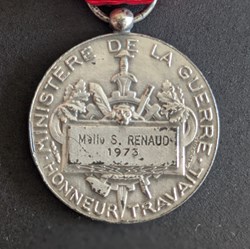 MINISTÈRE DE LA GUERRE
Melle S. RENAUD
1973
HONNEUR TRAVAIL